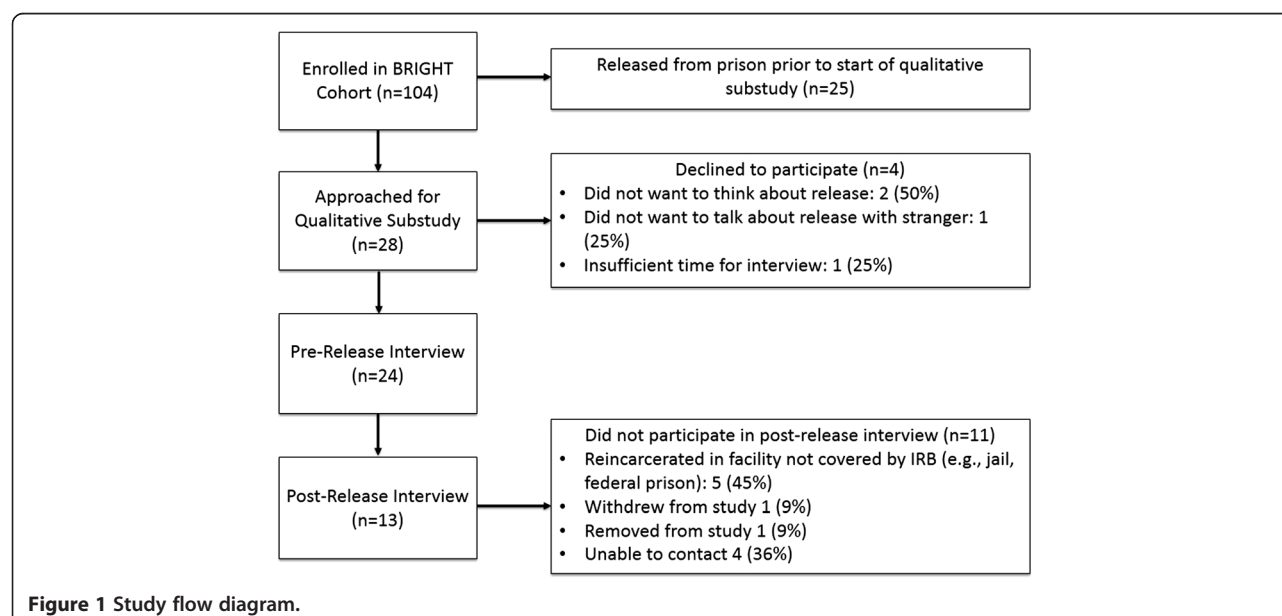 Enrolled in BRIGHT
Cohort (n=104)
Released from prison prior to start of qualitative
substudy (n=25)
Approached for
Qualitative Substudy
(n=28)
Declined to participate (n=4)
• Did not want to think about release: 2 (50%)
• Did not want to talk about release with stranger: 1
(25%)
• Insufficient time for interview: 1 (25%)
Pre-Release Interview
(n=24)
Post-Release Interview
(n=13)
Did not participate in post-release interview (n=11)
• Reincarcerated in facility not covered by IRB (e.g., jail,
federal prison): 5 (45%)
• Withdrew from study 1 (9%)
• Removed from study 1 (9%)
• Unable to contact 4 (36%)
Figure 1 Study flow diagram.